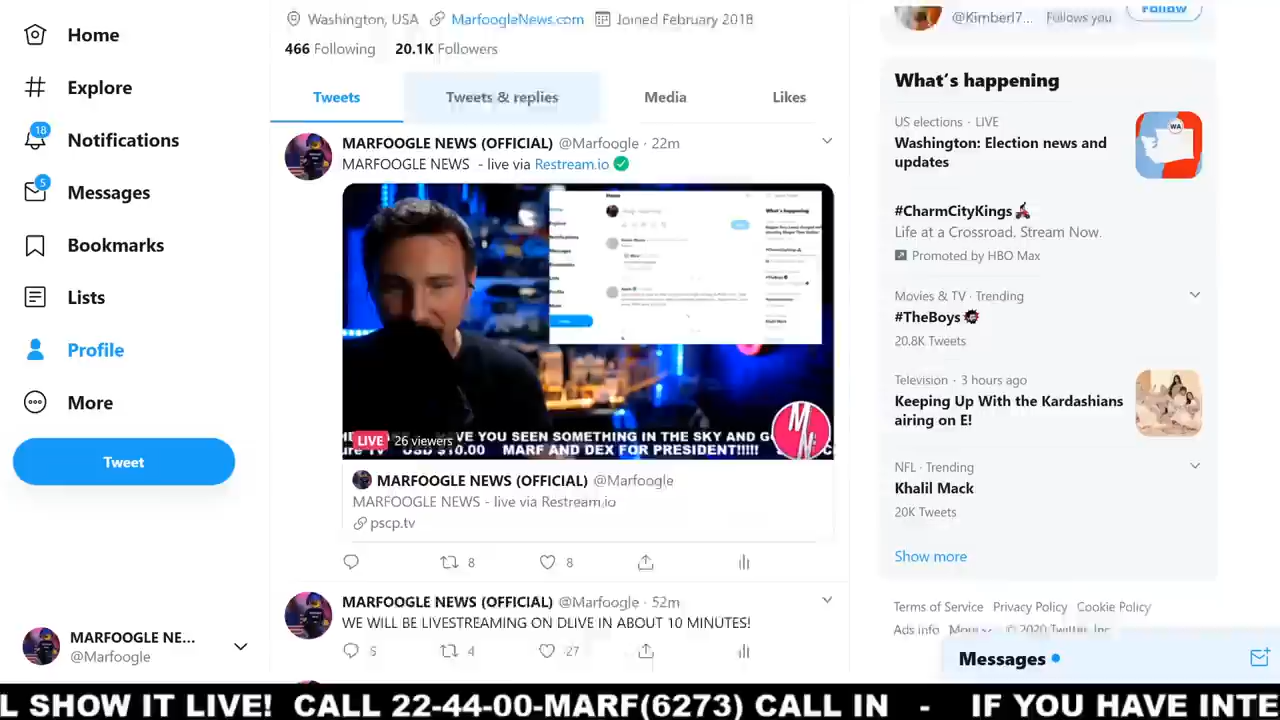 Home
Explore
18
Notifications
5
Messages
Bookmarks
Lists
Profile
More
Tweet
MARFOOGLE NE...
@Marfoogle
Washington, USA MarfoogleNews.com Joined February 2018
466 Following 20.1K Followers
Tweets Tweets & replies Media Likes
MARFOOGLE NEWS (OFFICIAL) @Marfoogle · 22m
MARFOOGLE NEWS - live via Restream.io
What's happening
LIVE 26 viewers
VE YOU SEEN SOMETHING IN THE SKY AND
USD $10.00 MARF AND DEX FOR PRESIDENT!!!!!
MARFOOGLE NEWS (OFFICIAL) @Marfoogle
MARFOOGLE NEWS - live via Restream.io
pscp.tv
8 8
MARFOOGLE NEWS (OFFICIAL) @Marfoogle · 52m
WE WILL BE LIVESTREAMING ON DLIVE IN ABOUT 10 MINUTES!
5 4 27
@Kimberl7... Follows you
Follow
What's happening
US elections · LIVE
Washington: Election news and
updates
WA
#CharmCityKings
Life at a Crossroad. Stream Now.
Promoted by HBO Max
Movies & TV · Trending
#TheBoys
20.8K Tweets
Television · 3 hours ago
Keeping Up With the Kardashians
airing on E!
NFL · Trending
Khalil Mack
20K Tweets
Show more
Terms of Service Privacy Policy Cookie Policy
Ads info More © 2020 Twitter, Inc.
Messages
L SHOW IT LIVE! CALL 22-44-00-MARF(6273) CALL IN - IF YOU HAVE INTE